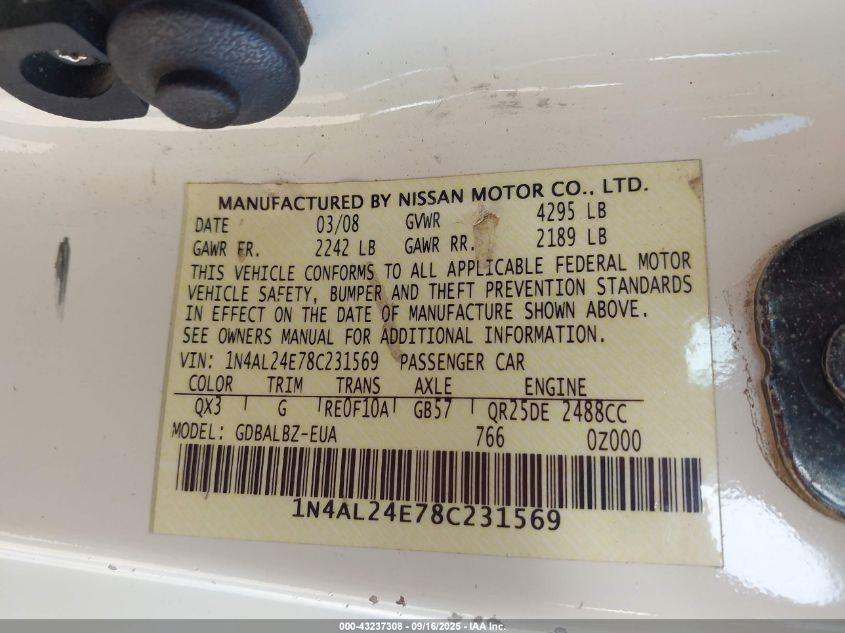 MANUFACTURED BY NISSAN MOTOR CO., LTD.
DATE 03/08 GVWR 4295 LB
GAWR FR. 2242 LB GAWR RR. 2189 LB
THIS VEHICLE CONFORMS TO ALL APPLICABLE FEDERAL MOTOR
VEHICLE SAFETY, BUMPER AND THEFT PREVENTION STANDARDS
IN EFFECT ON THE DATE OF MANUFACTURE SHOWN ABOVE.
SEE OWNERS MANUAL FOR ADDITIONAL INFORMATION.
VIN: 1N4AL24E78C231569 PASSENGER CAR
COLOR TRIM TRANS AXLE ENGINE
QX3 G RE0F10A GB57 QR25DE 2488CC
MODEL: GDBALBZ-EUA 766 0Z000
1N4AL24E78C231569
000-43237308 - 09/16/2025 - IAA Inc.